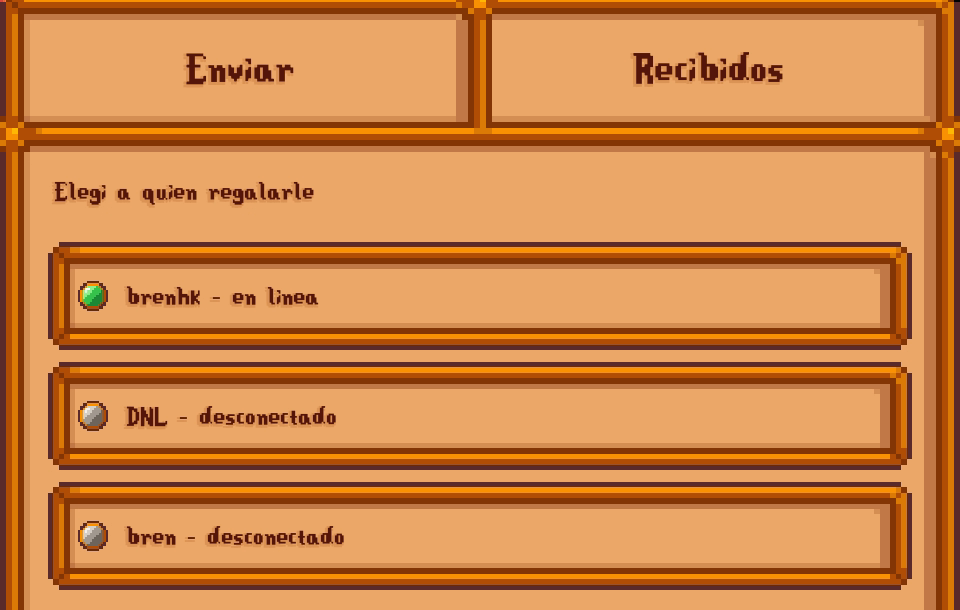 Enviar
Recibidos
Elegi a quien regalarle
brenhk - en linea
DNL - desconectado
bren - desconectado